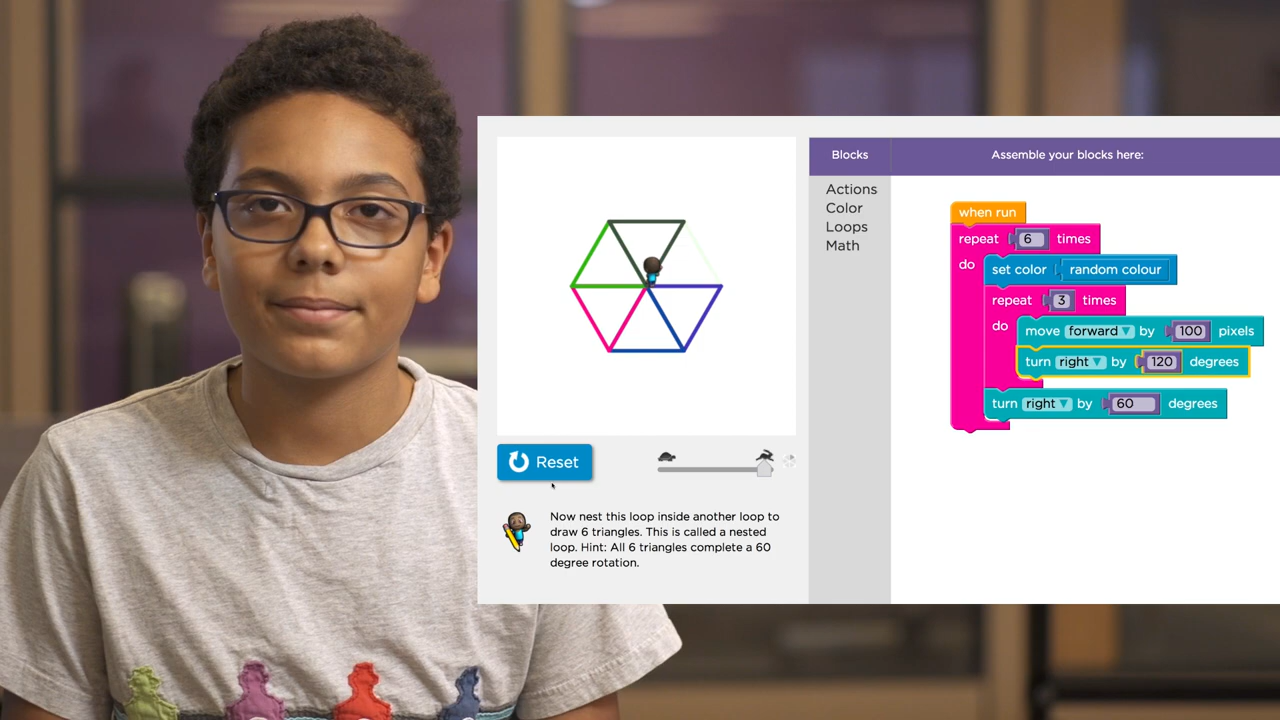 Blocks
Assemble your blocks here:
Actions
Color
Loops
Math
when run
repeat 6 times
do
set color random colour
repeat 3 times
do
move forward by 100 pixels
turn right by 120 degrees
turn right by 60 degrees
Reset
Now nest this loop inside another loop to
draw 6 triangles. This is called a nested
loop. Hint: All 6 triangles complete a 60
degree rotation.